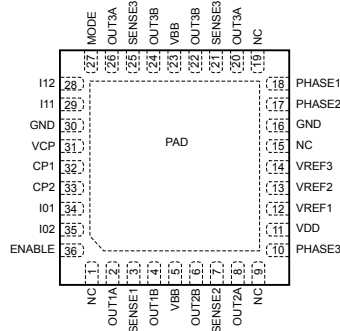 MODE
OUT3A
SENSE3
OUT3B
VBB
OUT3B
SENSE3
OUT3A
NC
27
26
25
24
23
22
21
20
19
I12 28
I11 29
GND 30
VCP 31
CP1 32
CP2 33
I01 34
I02 35
ENABLE 36
PAD
18 PHASE1
17 PHASE2
16 GND
15 NC
14 VREF3
13 VREF2
12 VREF1
11 VDD
10 PHASE3
1
2
3
4
5
6
7
8
9
NC
OUT1A
SENSE1
OUT1B
VBB
OUT2B
SENSE2
OUT2A
NC